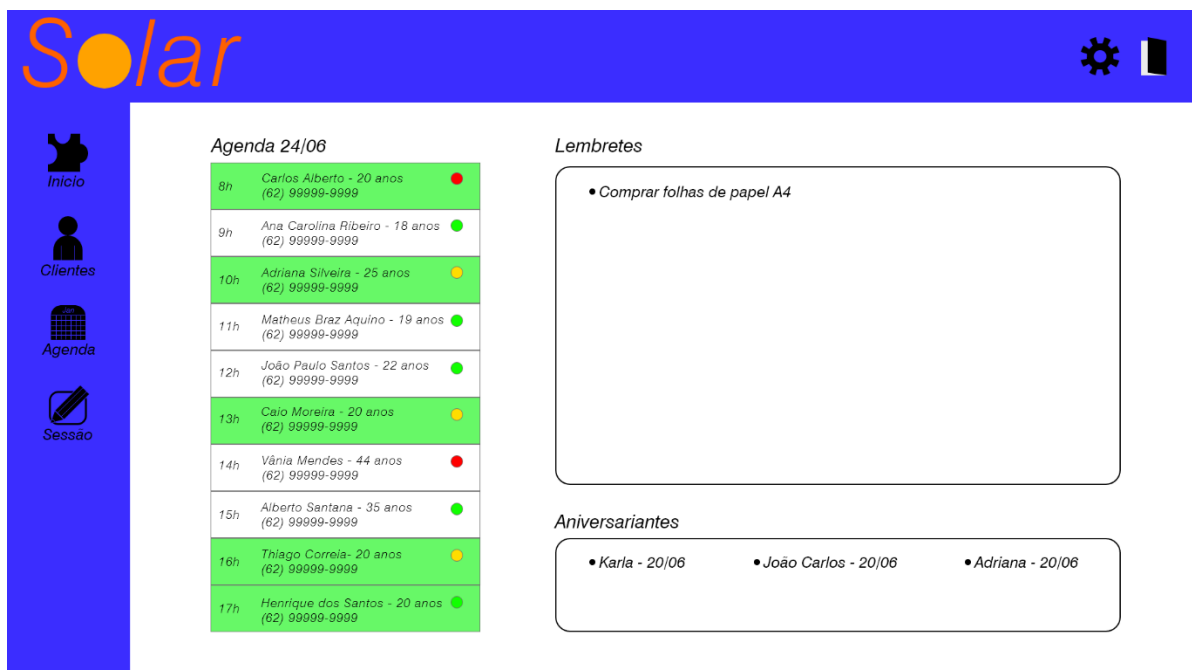 Solar
Inicio
Clientes
Jan
Agenda
Sessão
Agenda 24/06
8h
Carlos Alberto - 20 anos
(62) 99999-9999
9h
Ana Carolina Ribeiro - 18 anos
(62) 99999-9999
10h
Adriana Silveira - 25 anos
(62) 99999-9999
11h
Matheus Braz Aquino - 19 anos
(62) 99999-9999
12h
João Paulo Santos - 22 anos
(62) 99999-9999
13h
Caio Moreira - 20 anos
(62) 99999-9999
14h
Vânia Mendes - 44 anos
(62) 99999-9999
15h
Alberto Santana - 35 anos
(62) 99999-9999
16h
Thiago Correia- 20 anos
(62) 99999-9999
17h
Henrique dos Santos - 20 anos
(62) 99999-9999
Lembretes
• Comprar folhas de papel A4
Aniversariantes
• Karla - 20/06
• João Carlos - 20/06
• Adriana - 20/06